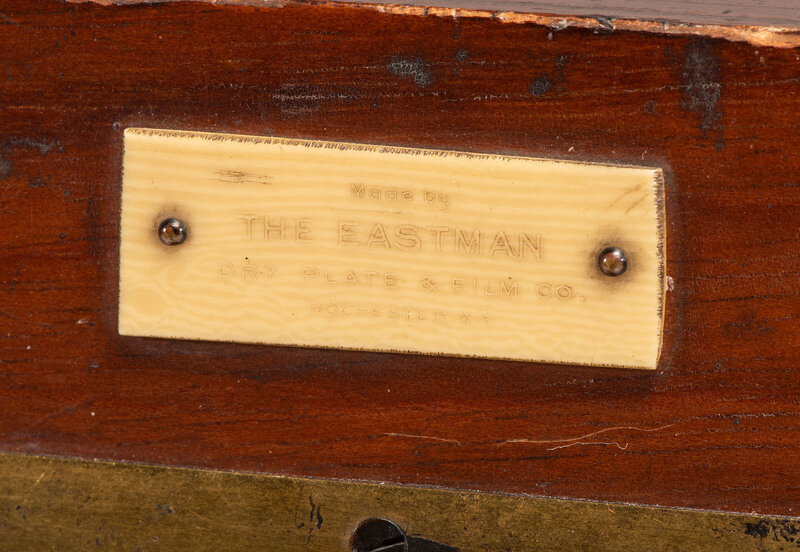 Made by
THE EASTMAN
DRY PLATE & FILM CO.,
ROCHESTER N.Y.